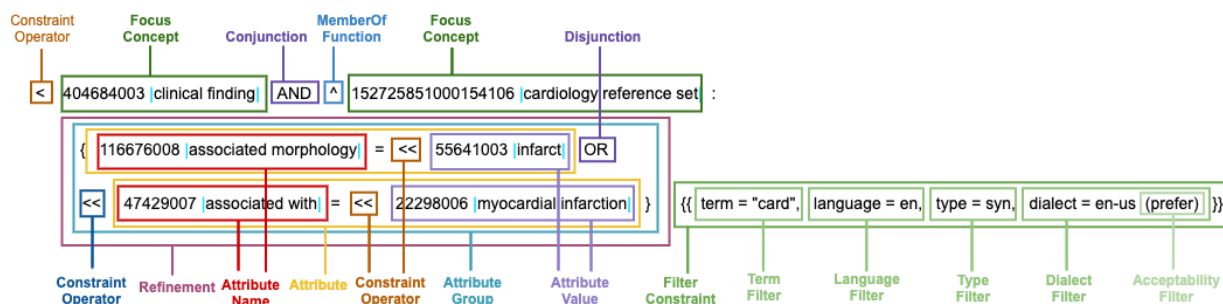 Constraint Operator
Focus Concept
Conjunction
MemberOf Function
Focus Concept
Disjunction
< 404684003 |clinical finding| AND ^ 152725851000154106 |cardiology reference set| :
{ 116676008 |associated morphology| = << 55641003 |infarct| OR
<< 47429007 |associated with| = << 22298006 |myocardial infarction| } {{ term = "card", language = en, type = syn, dialect = en-us (prefer) }}
Constraint Operator
Refinement
Attribute Name
Attribute
Constraint Operator
Attribute Group
Attribute Value
Filter Constraint
Term Filter
Language Filter
Type Filter
Dialect Filter
Acceptability Filter